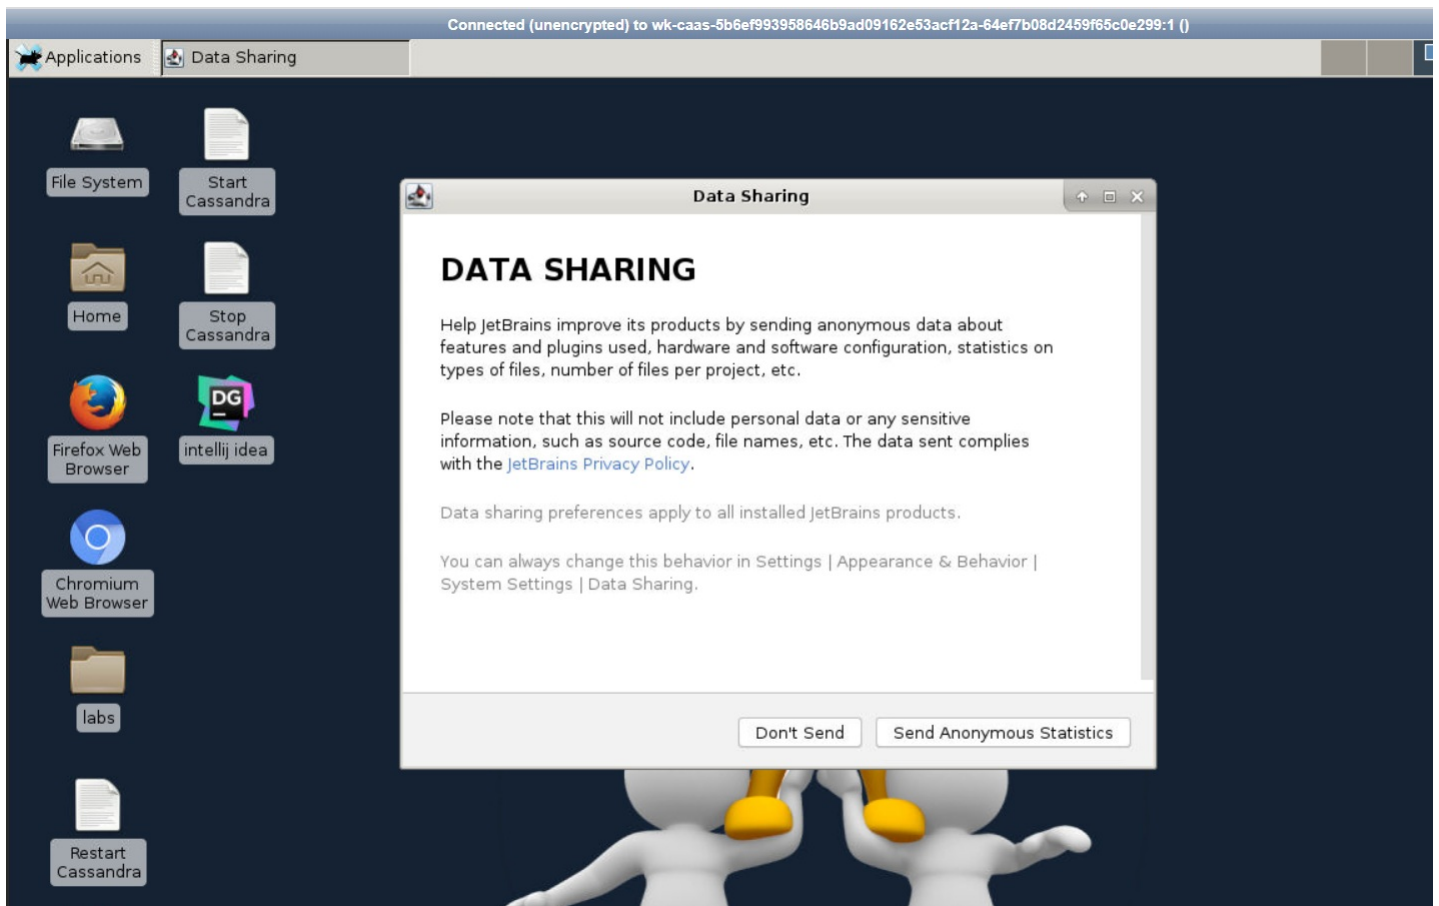 Connected (unencrypted) to wk-caas-5b6ef993958646b9ad09162e53acf12a-64ef7b08d2459f65c0e299:1 ()
Applications
Data Sharing
File System
Start
Cassandra
Home
Stop
Cassandra
Firefox Web
Browser
DG
intellij idea
Chromium
Web Browser
labs
Restart
Cassandra
Data Sharing
DATA SHARING
Help JetBrains improve its products by sending anonymous data about
features and plugins used, hardware and software configuration, statistics on
types of files, number of files per project, etc.
Please note that this will not include personal data or any sensitive
information, such as source code, file names, etc. The data sent complies
with the JetBrains Privacy Policy.
Data sharing preferences apply to all installed JetBrains products.
You can always change this behavior in Settings | Appearance & Behavior |
System Settings | Data Sharing.
Don't Send
Send Anonymous Statistics